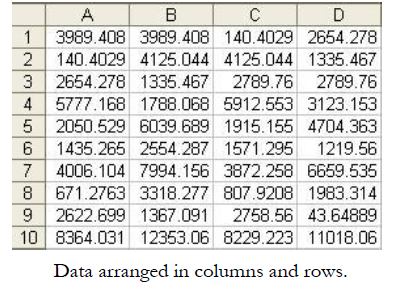 A B C D
1 3989.408 3989.408 140.4029 2654.278
2 140.4029 4125.044 4125.044 1335.467
3 2654.278 1335.467 2789.76 2789.76
4 5777.168 1788.068 5912.553 3123.153
5 2050.529 6039.689 1915.155 4704.363
6 1435.265 2554.287 1571.295 1219.56
7 4006.104 7994.156 3872.258 6659.535
8 671.2763 3318.277 807.9208 1983.314
9 2622.699 1367.091 2758.56 43.64889
10 8364.031 12353.06 8229.223 11018.06
Data arranged in columns and rows.